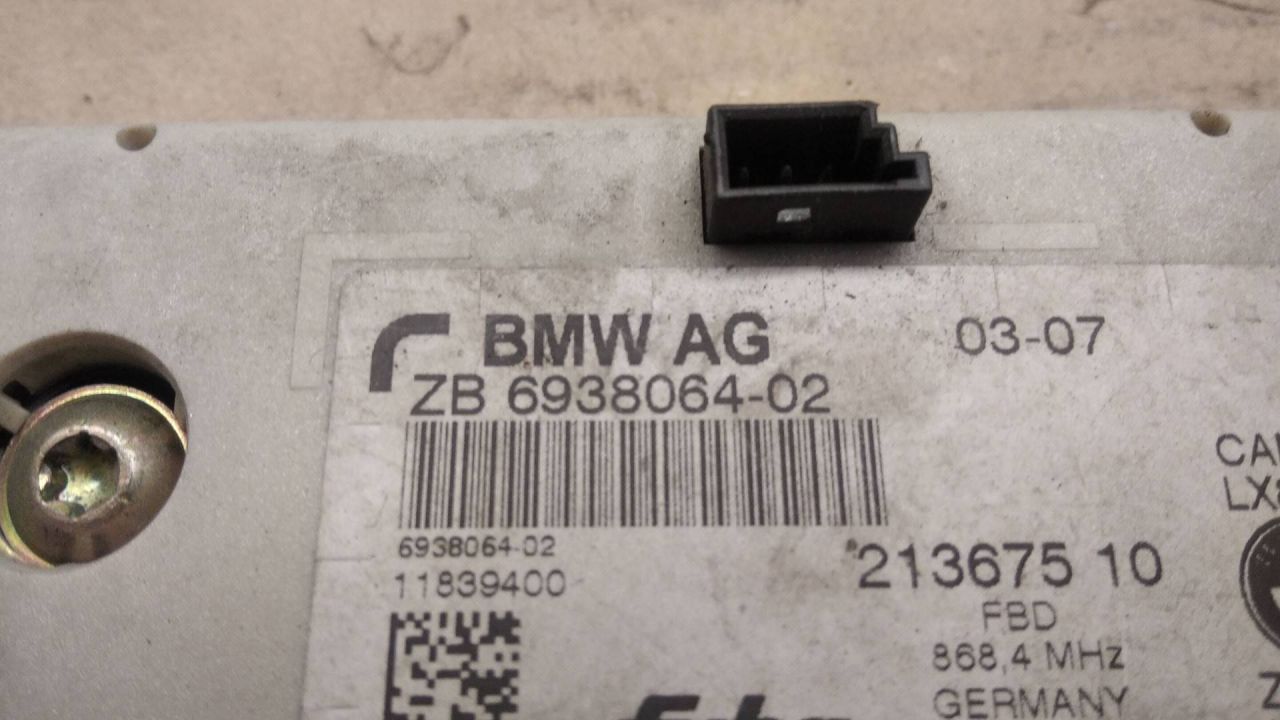 BMW AG 03-07
ZB 6938064-02
6938064-02
11839400
213675 10
FBD
868,4 MHz
GERMANY